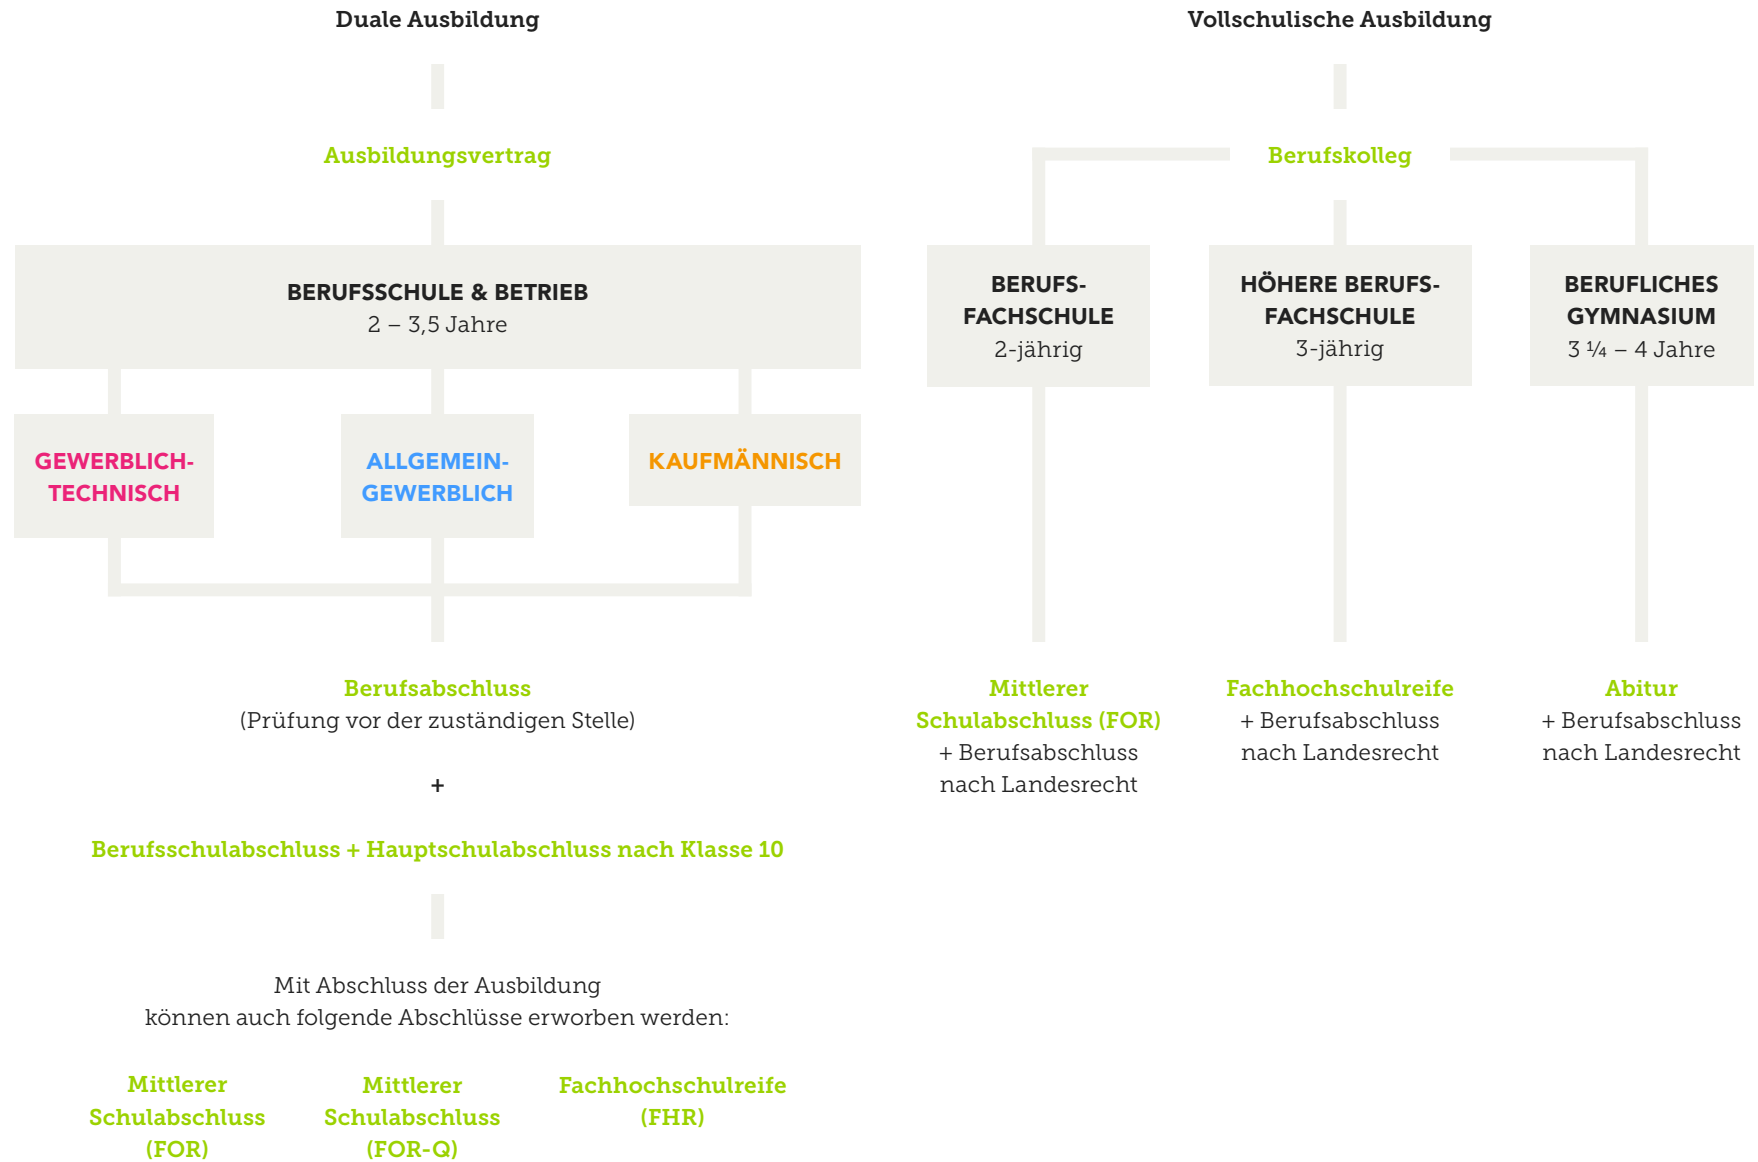 Duale Ausbildung
Ausbildungsvertrag
BERUFSSCHULE & BETRIEB
2 – 3,5 Jahre
GEWERBLICH-
TECHNISCH
ALLGEMEIN-
GEWERBLICH
KAUFMÄNNISCH
Berufsabschluss
(Prüfung vor der zuständigen Stelle)
+
Berufsschulabschluss + Hauptschulabschluss nach Klasse 10
Mit Abschluss der Ausbildung
können auch folgende Abschlüsse erworben werden:
Mittlerer
Schulabschluss
(FOR)
Mittlerer
Schulabschluss
(FOR-Q)
Fachhochschulreife
(FHR)
Vollschulische Ausbildung
Berufskolleg
BERUFS-
FACHSCHULE
2-jährig
HÖHERE BERUFS-
FACHSCHULE
3-jährig
BERUFLICHES
GYMNASIUM
3 ¼ – 4 Jahre
Mittlerer
Schulabschluss (FOR)
+ Berufsabschluss
nach Landesrecht
Fachhochschulreife
+ Berufsabschluss
nach Landesrecht
Abitur
+ Berufsabschluss
nach Landesrecht